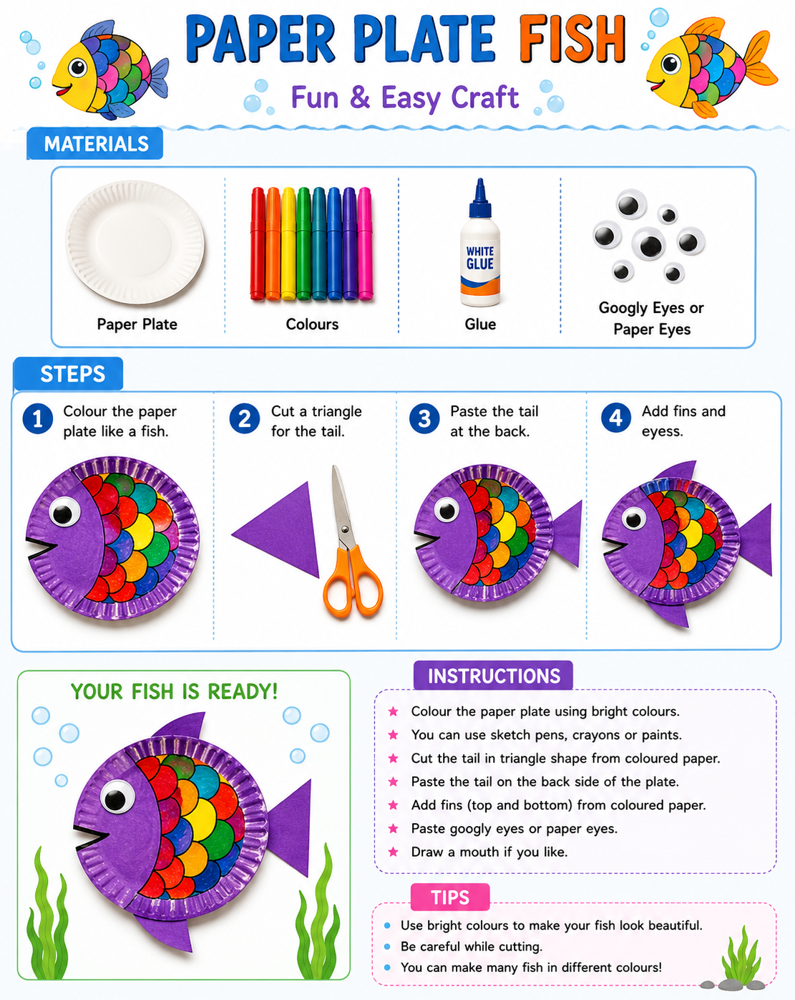 PAPER PLATE FISH
Fun & Easy Craft
MATERIALS
Paper Plate
Colours
WHITE
GLUE
Glue
Googly Eyes or
Paper Eyes
STEPS
1
Colour the paper
plate like a fish.
2
Cut a triangle
for the tail.
3
Paste the tail
at the back.
4
Add fins and
eyess.
YOUR FISH IS READY!
INSTRUCTIONS
Colour the paper plate using bright colours.
You can use sketch pens, crayons or paints.
Cut the tail in triangle shape from coloured paper.
Paste the tail on the back side of the plate.
Add fins (top and bottom) from coloured paper.
Paste googly eyes or paper eyes.
Draw a mouth if you like.
TIPS
Use bright colours to make your fish look beautiful.
Be careful while cutting.
You can make many fish in different colours!